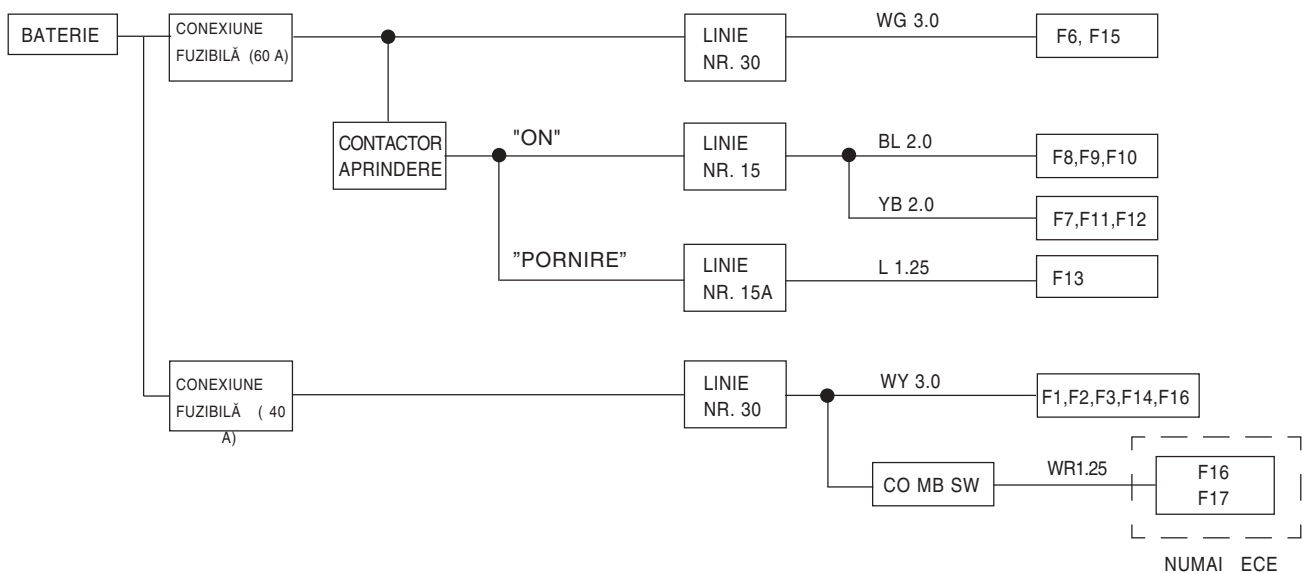 BATERIE
CONEXIUNE
FUZIBILĂ (60 A)
LINIE
NR. 30
WG 3.0
F6, F15
CONTACTOR
APRINDERE
"ON"
LINIE
NR. 15
BL 2.0
F8,F9,F10
YB 2.0
F7,F11,F12
”PORNIRE”
LINIE
NR. 15A
L 1.25
F13
CONEXIUNE
FUZIBILĂ ( 40
A)
LINIE
NR. 30
WY 3.0
F1,F2,F3,F14,F16
CO MB SW
WR1.25
F16
F17
NUMAI ECE